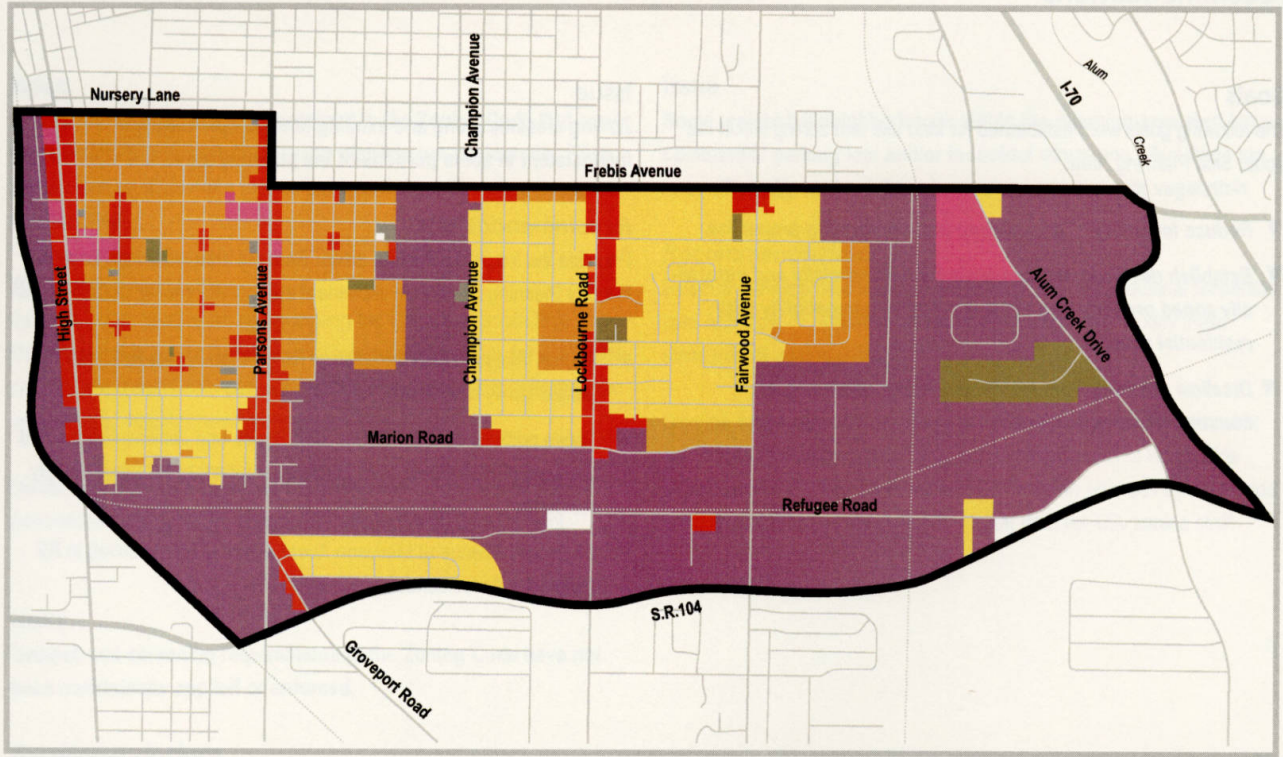 Nursery Lane
Champion Avenue
Alum
I-70
Creek
Frebis Avenue
High Street
Parsons Avenue
Champion Avenue
Lockbourne Road
Fairwood Avenue
Alum Creek Drive
Marion Road
Refugee Road
S.R.104
Groveport Road